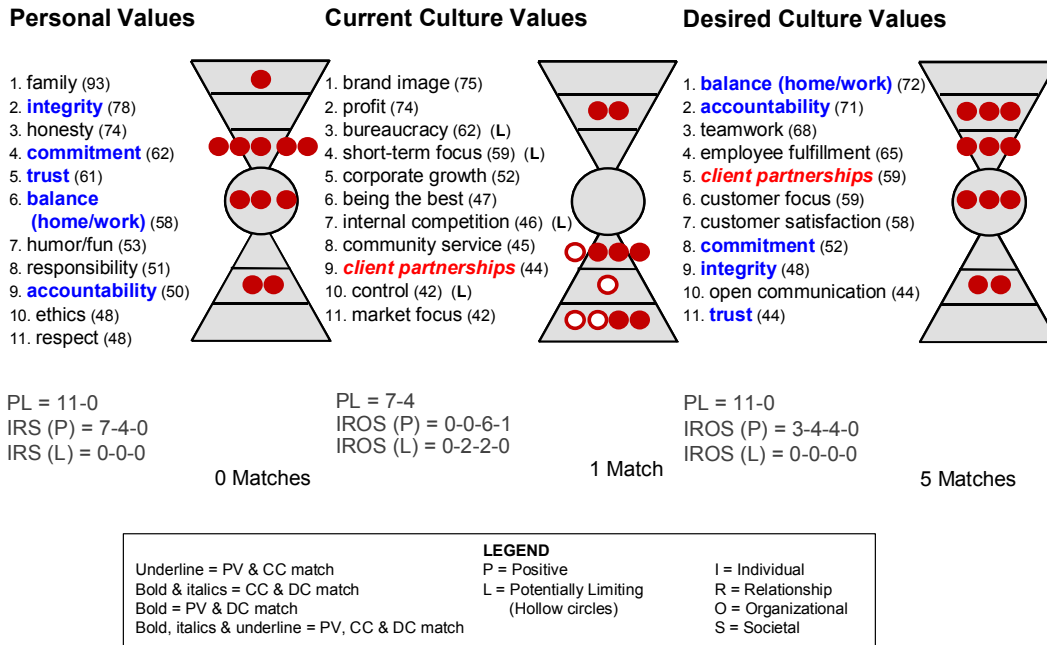 Personal Values
1. family (93)
2. integrity (78)
3. honesty (74)
4. commitment (62)
5. trust (61)
6. balance
(home/work) (58)
7. humor/fun (53)
8. responsibility (51)
9. accountability (50)
10. ethics (48)
11. respect (48)
PL = 11-0
IRS (P) = 7-4-0
IRS (L) = 0-0-0
0 Matches
Current Culture Values
1. brand image (75)
2. profit (74)
3. bureaucracy (62) (L)
4. short-term focus (59) (L)
5. corporate growth (52)
6. being the best (47)
7. internal competition (46) (L)
8. community service (45)
9. client partnerships (44)
10. control (42) (L)
11. market focus (42)
PL = 7-4
IROS (P) = 0-0-6-1
IROS (L) = 0-2-2-0
1 Match
Desired Culture Values
1. balance (home/work) (72)
2. accountability (71)
3. teamwork (68)
4. employee fulfillment (65)
5. client partnerships (59)
6. customer focus (59)
7. customer satisfaction (58)
8. commitment (52)
9. integrity (48)
10. open communication (44)
11. trust (44)
PL = 11-0
IROS (P) = 3-4-4-0
IROS (L) = 0-0-0-0
5 Matches
LEGEND
Underline = PV & CC match
Bold & italics = CC & DC match
Bold = PV & DC match
Bold, italics & underline = PV, CC & DC match
P = Positive
L = Potentially Limiting
(Hollow circles)
I = Individual
R = Relationship
O = Organizational
S = Societal